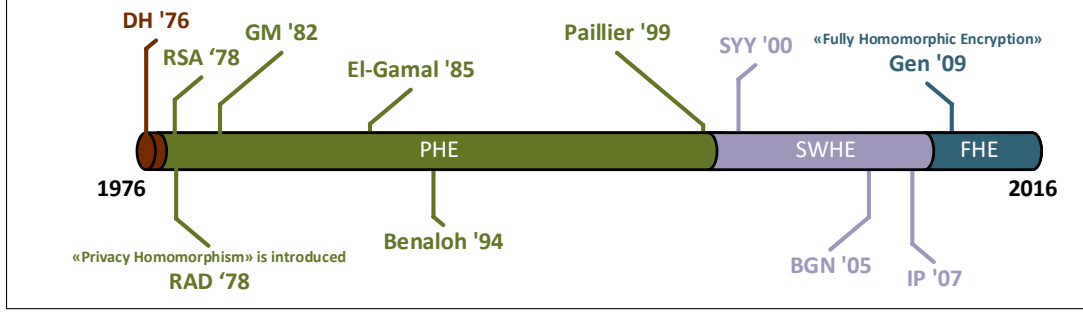 DH '76
GM '82
Paillier '99
SYY '00
«Fully Homomorphic Encryption»
RSA ‘78
El-Gamal '85
Gen '09
PHE
SWHE
FHE
1976
2016
Benaloh '94
«Privacy Homomorphism» is introduced
RAD ‘78
BGN '05
IP '07